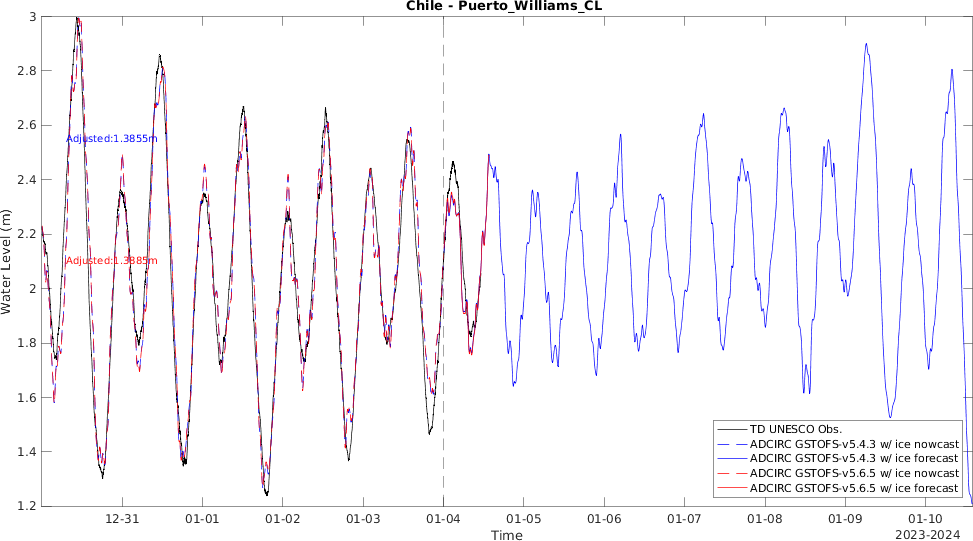 Chile - Puerto_Williams_CL
3
2.8
2.6
2.4
2.2
2
1.8
1.6
1.4
1.2
Water Level (m)
Adjusted:1.3855m
Adjusted:1.3885m
TD UNESCO Obs.
ADCIRC GSTOFS-v5.4.3 w/ ice nowcast
ADCIRC GSTOFS-v5.4.3 w/ ice forecast
ADCIRC GSTOFS-v5.6.5 w/ ice nowcast
ADCIRC GSTOFS-v5.6.5 w/ ice forecast
12-31 01-01 01-02 01-03 01-04 01-05 01-06 01-07 01-08 01-09 01-10
Time
2023-2024